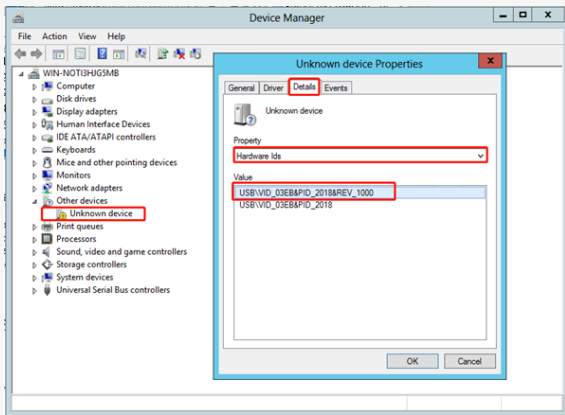 Device Manager
File Action View Help
WIN-NOTI3HJG5MB
Computer
Disk drives
Display adapters
Human Interface Devices
IDE ATA/ATAPI controllers
Keyboards
Mice and other pointing devices
Monitors
Network adapters
Other devices
Unknown device
Print queues
Processors
Sound, video and game controllers
Storage controllers
System devices
Universal Serial Bus controllers
Unknown device Properties
General Driver Details Events
Unknown device
Property
Hardware Ids
Value
USB\VID_03EB&PID_2018&REV_1000
USB\VID_03EB&PID_2018
OK Cancel